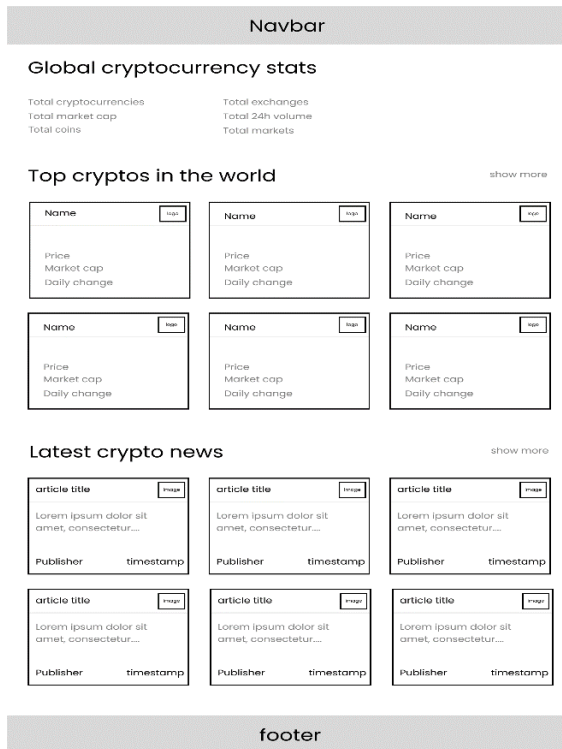 Navbar
Global cryptocurrency stats
Total cryptocurrencies Total exchanges
Total market cap Total 24h volume
Total coins Total markets
Top cryptos in the world show more
Name logo Name logo Name logo
Price Price Price
Market cap Market cap Market cap
Daily change Daily change Daily change
Name logo Name logo Name logo
Price Price Price
Market cap Market cap Market cap
Daily change Daily change Daily change
Latest crypto news show more
article title image article title image article title image
Lorem ipsum dolor sit Lorem ipsum dolor sit Lorem ipsum dolor sit
amet, consectetur.... amet, consectetur.... amet, consectetur....
Publisher timestamp Publisher timestamp Publisher timestamp
article title image article title image article title image
Lorem ipsum dolor sit Lorem ipsum dolor sit Lorem ipsum dolor sit
amet, consectetur.... amet, consectetur.... amet, consectetur....
Publisher timestamp Publisher timestamp Publisher timestamp
footer